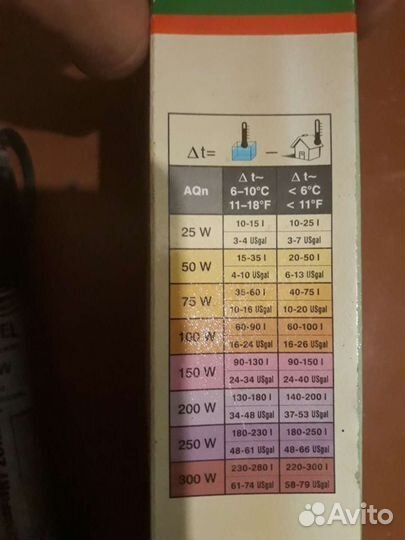 Δ t= –
AQn Δ t~ Δ t~
6–10°C < 6°C
11–18°F < 11°F
25 W 10-15 l 10-25 l
3-4 USgal 3-7 USgal
50 W 15-35 l 20-50 l
4-10 USgal 6-13 USgal
75 W 35-60 l 40-75 l
10-16 USgal 10-20 USgal
100 W 60-90 l 60-100 l
16-24 USgal 16-26 USgal
150 W 90-130 l 90-150 l
24-34 USgal 24-40 USgal
200 W 130-180 l 140-200 l
34-48 USgal 37-53 USgal
250 W 180-230 l 180-250 l
48-61 USgal 48-66 USgal
300 W 230-280 l 220-300 l
61-74 USgal 58-79 USgal
Avito